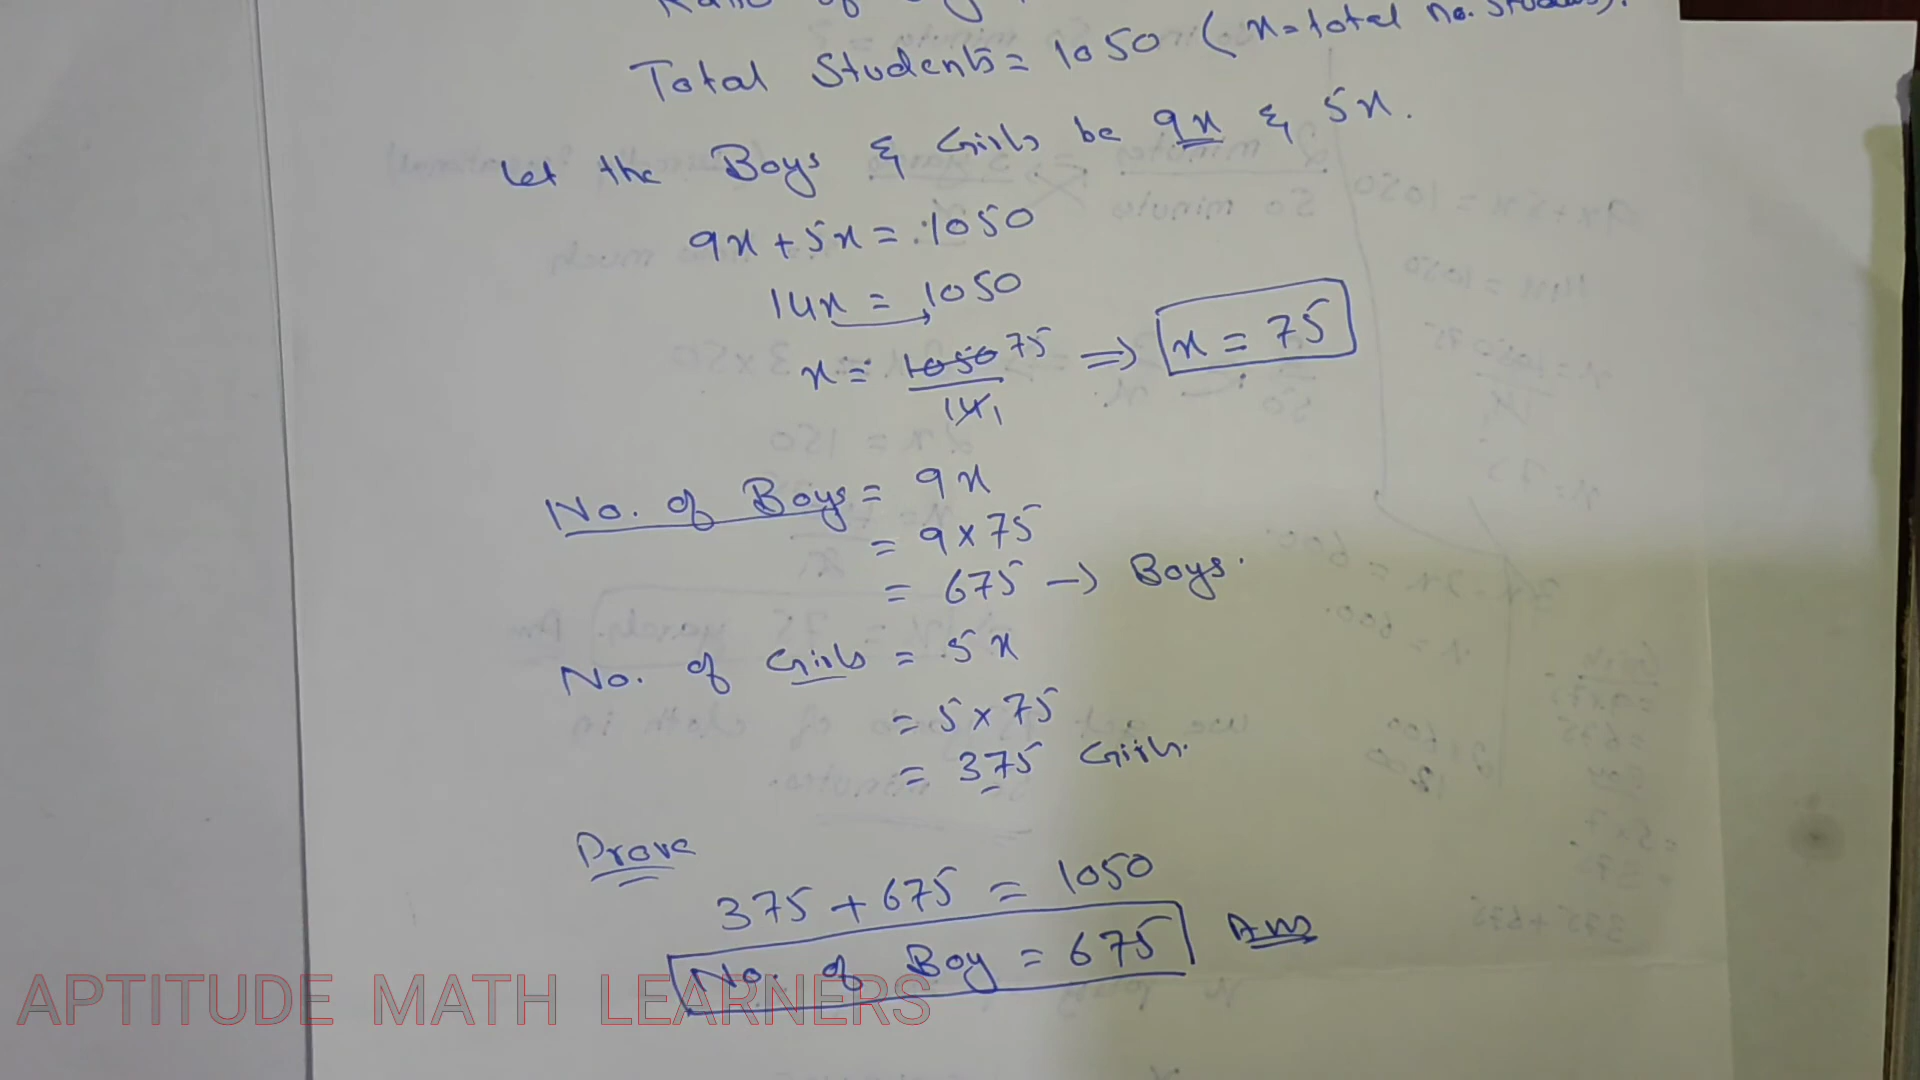 Total Students = 1050 (x = total no. Students).
Let the Boys & Girls be 9x & 5x.
9x + 5x = 1050
14x = 1050
x = 1050 75 ⇒ x = 75
14 1
No. of Boys = 9x
= 9 × 75
= 675 → Boys.
No. of Girls = 5x
= 5 × 75
= 375 Girls.
Prove
375 + 675 = 1050
No. of Boy = 675 Ans
APTITUDE MATH LEARNERS